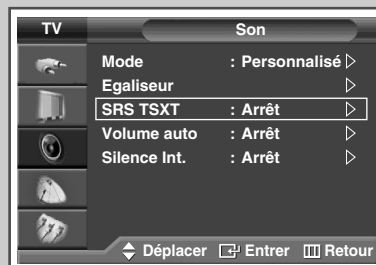 TV Son
Mode : Personnalisé
Egaliseur
SRS TSXT : Arrêt
Volume auto : Arrêt
Silence Int. : Arrêt
Déplacer Entrer Retour